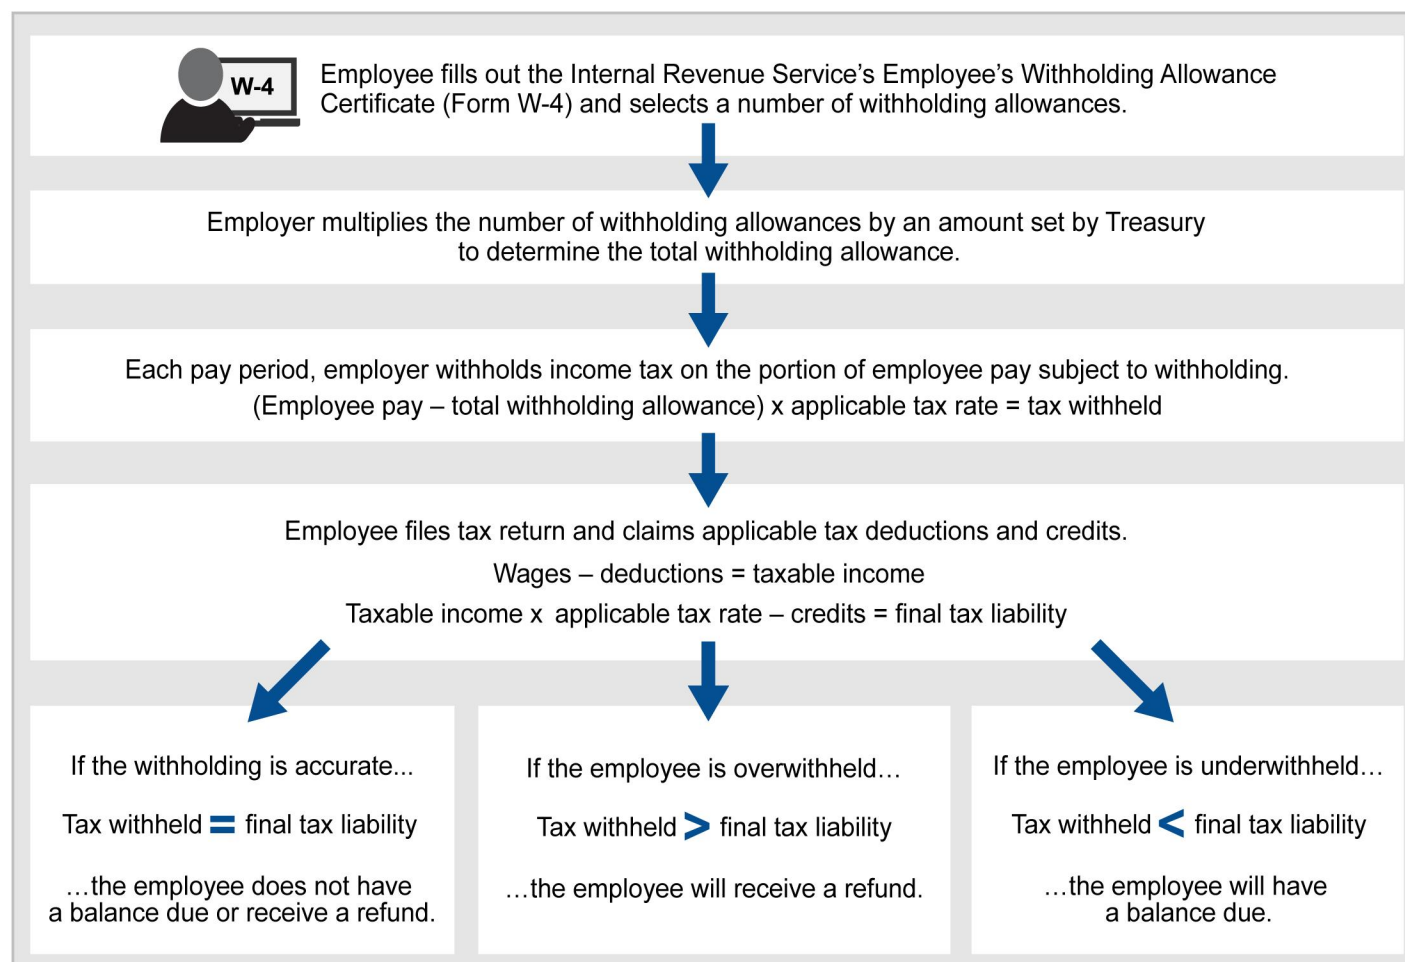 W-4
Employee fills out the Internal Revenue Service’s Employee’s Withholding Allowance
Certificate (Form W-4) and selects a number of withholding allowances.
Employer multiplies the number of withholding allowances by an amount set by Treasury
to determine the total withholding allowance.
Each pay period, employer withholds income tax on the portion of employee pay subject to withholding.
(Employee pay – total withholding allowance) x applicable tax rate = tax withheld
Employee files tax return and claims applicable tax deductions and credits.
Wages – deductions = taxable income
Taxable income x applicable tax rate – credits = final tax liability
If the withholding is accurate...
Tax withheld = final tax liability
…the employee does not have
a balance due or receive a refund.
If the employee is overwithheld…
Tax withheld > final tax liability
…the employee will receive a refund.
If the employee is underwithheld…
Tax withheld < final tax liability
…the employee will have
a balance due.